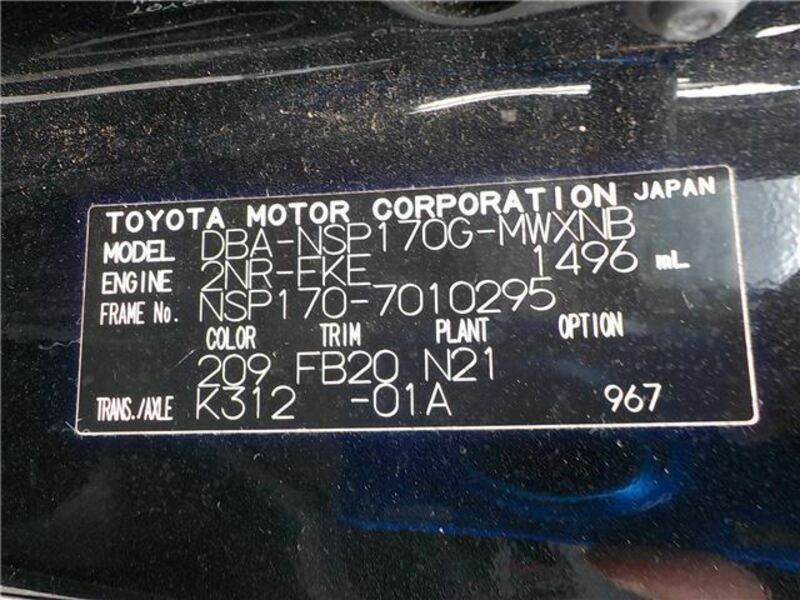 TOYOTA MOTOR CORPORATION JAPAN
MODEL DBA-NSP170G-MWXNB
ENGINE 2NR-FKE 1496 mL
FRAME No. NSP170-7010295
COLOR TRIM PLANT OPTION
209 FB20 N21
TRANS./AXLE K312 -01A 967